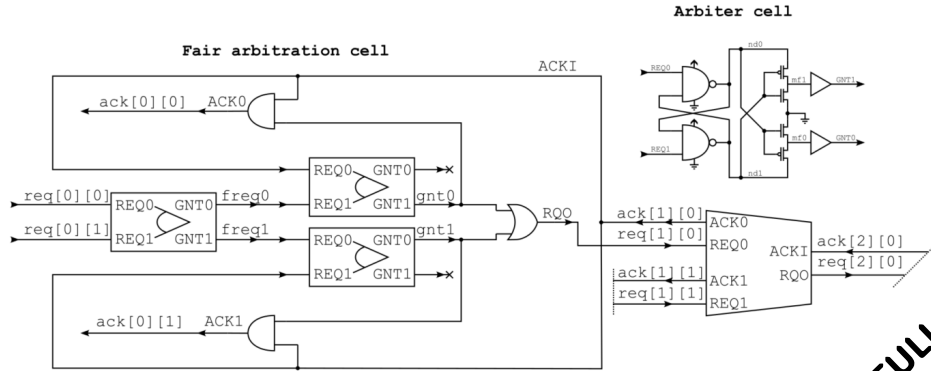 Arbiter cell
Fair arbitration cell
ACKI
nd0
REQ0
mf1
GNT1
REQ1
mf0
GNT0
nd1
ack[0][0] ACK0
REQ0 GNT0
REQ1 GNT1
gnt0
req[0][0]
REQ0 GNT0
freq0
req[0][1]
REQ1 GNT1
freq1
RQO
REQ0 GNT0
gnt1
REQ1 GNT1
ack[0][1] ACK1
ack[1][0]
ACK0
req[1][0]
REQ0
ACKI
ack[2][0]
ack[1][1]
ACK1
RQO
req[2][0]
req[1][1]
REQ1